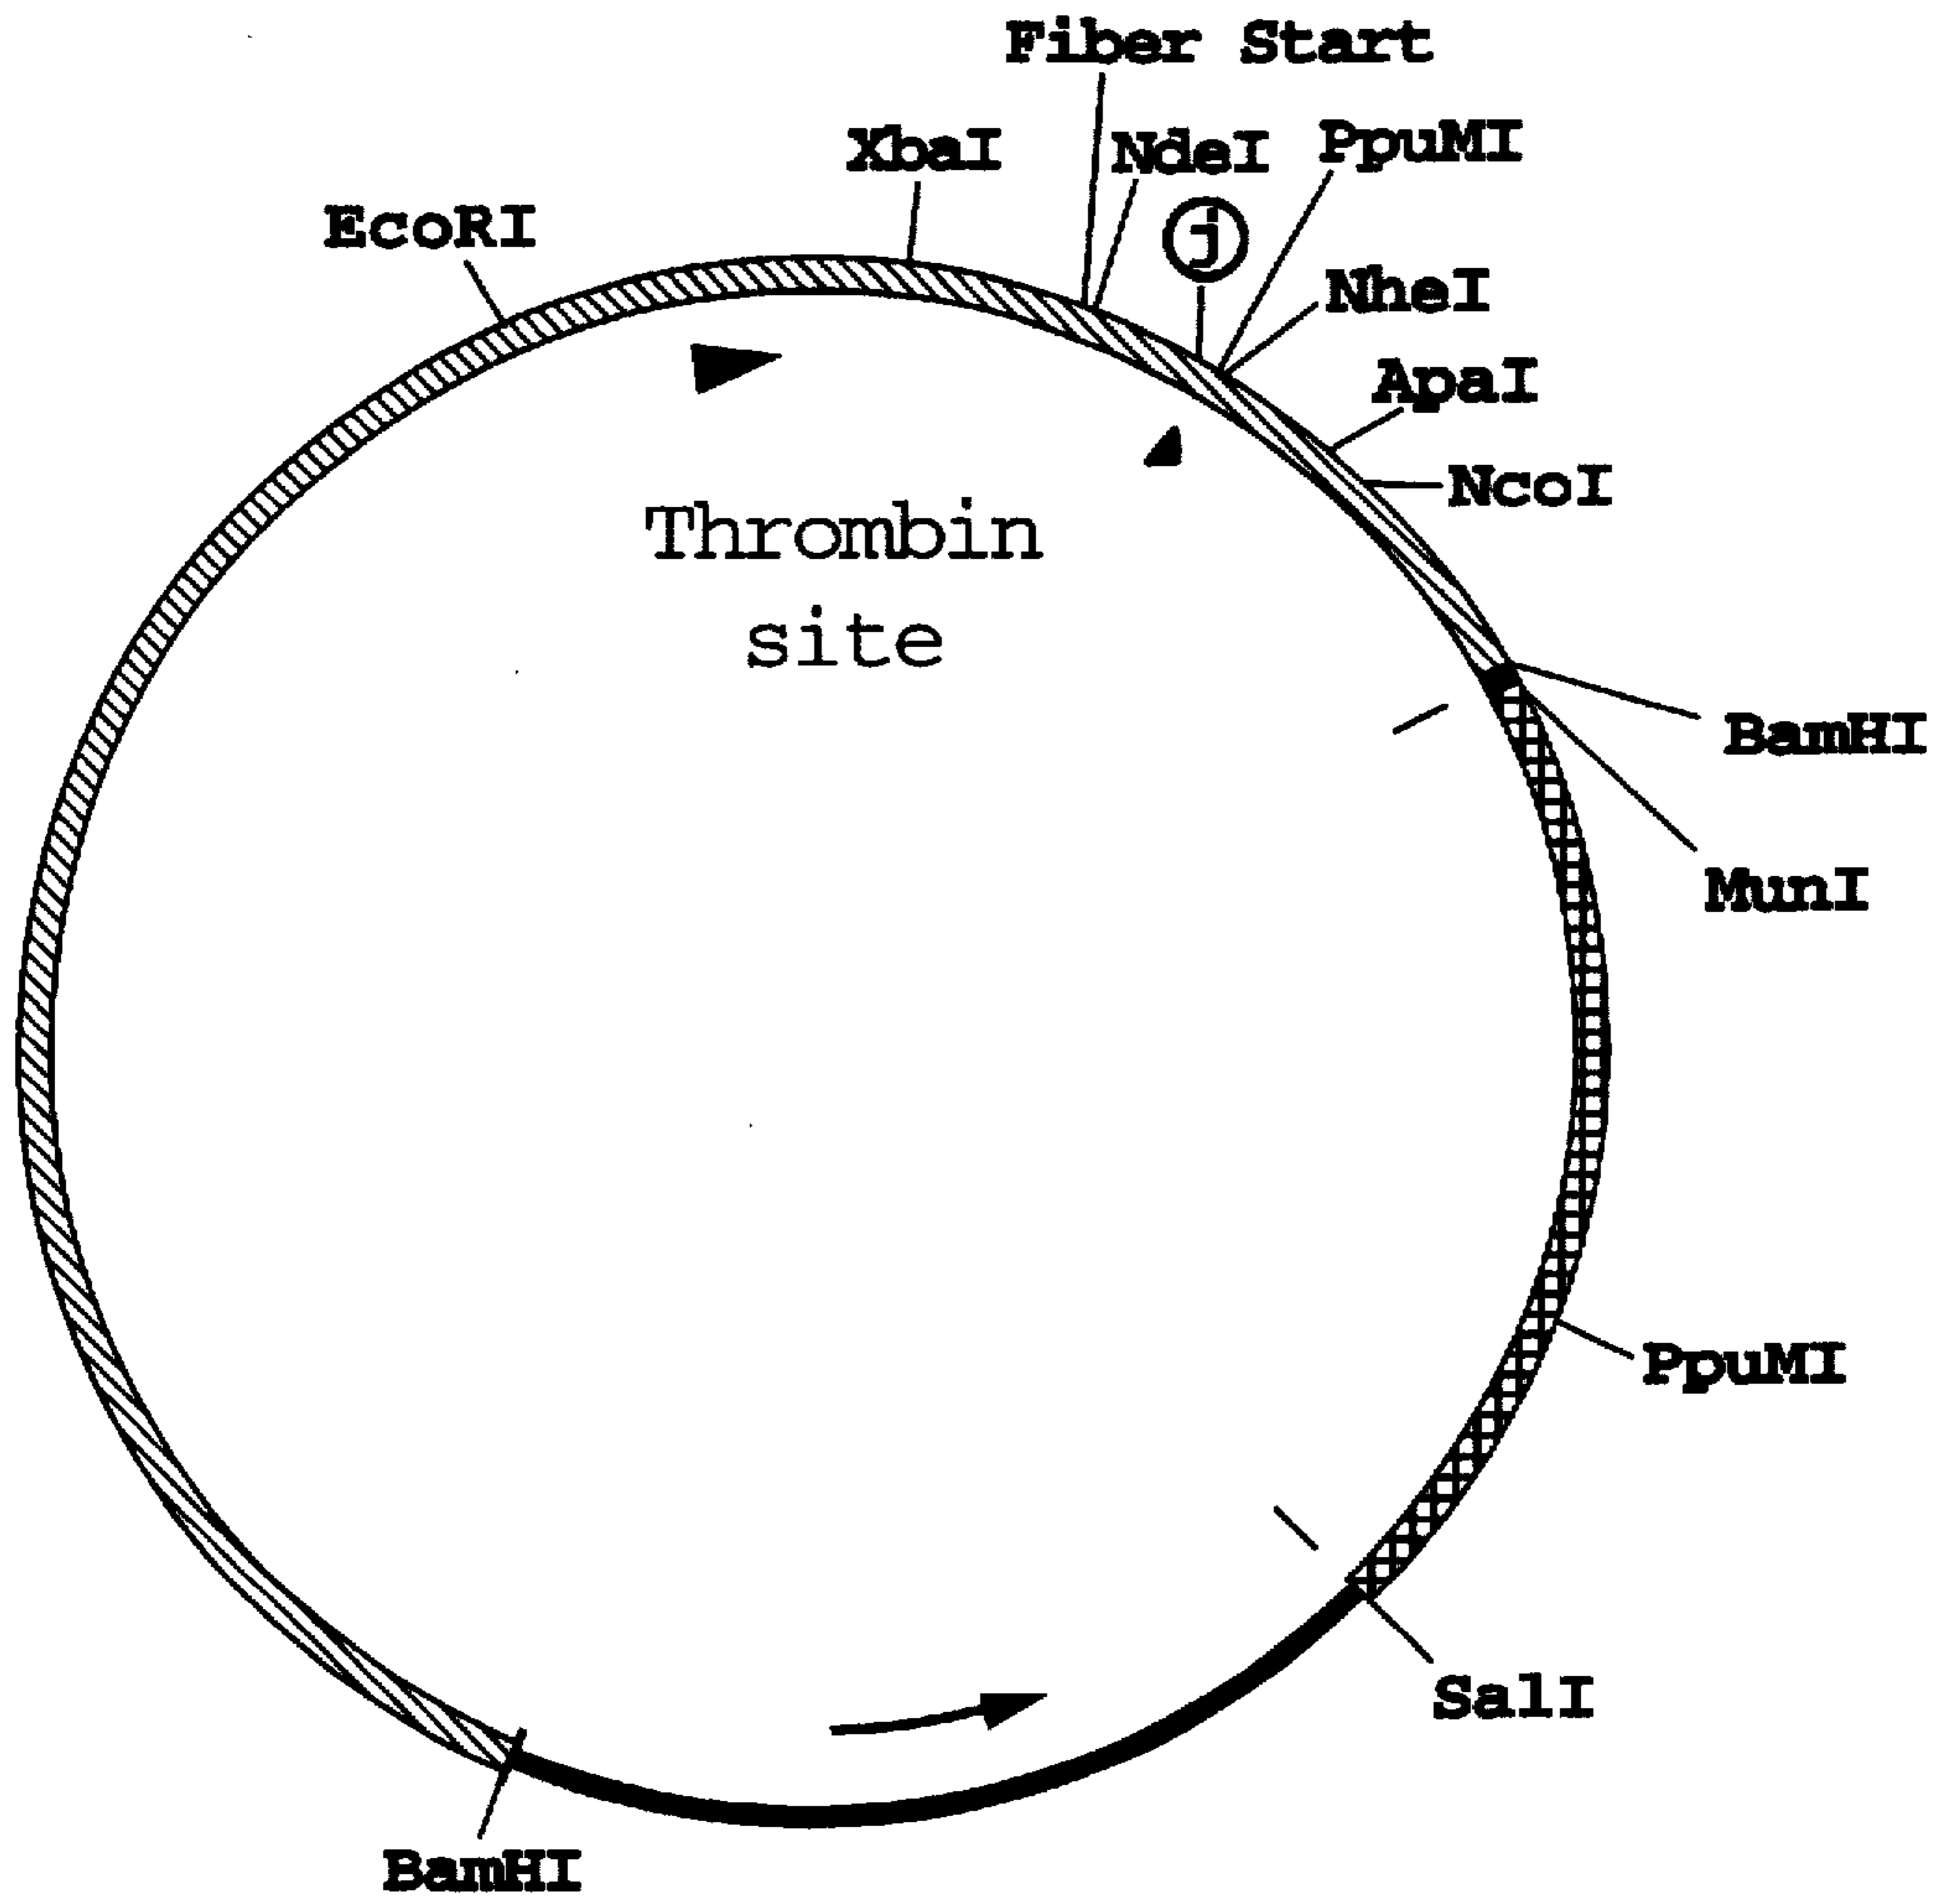 Fiber Start
XbaI
NdeI
PpuMI
EcoRI
j
NheI
ApaI
NcoI
Thrombin
site
BamHI
MunI
PpuMI
SalI
BamHI